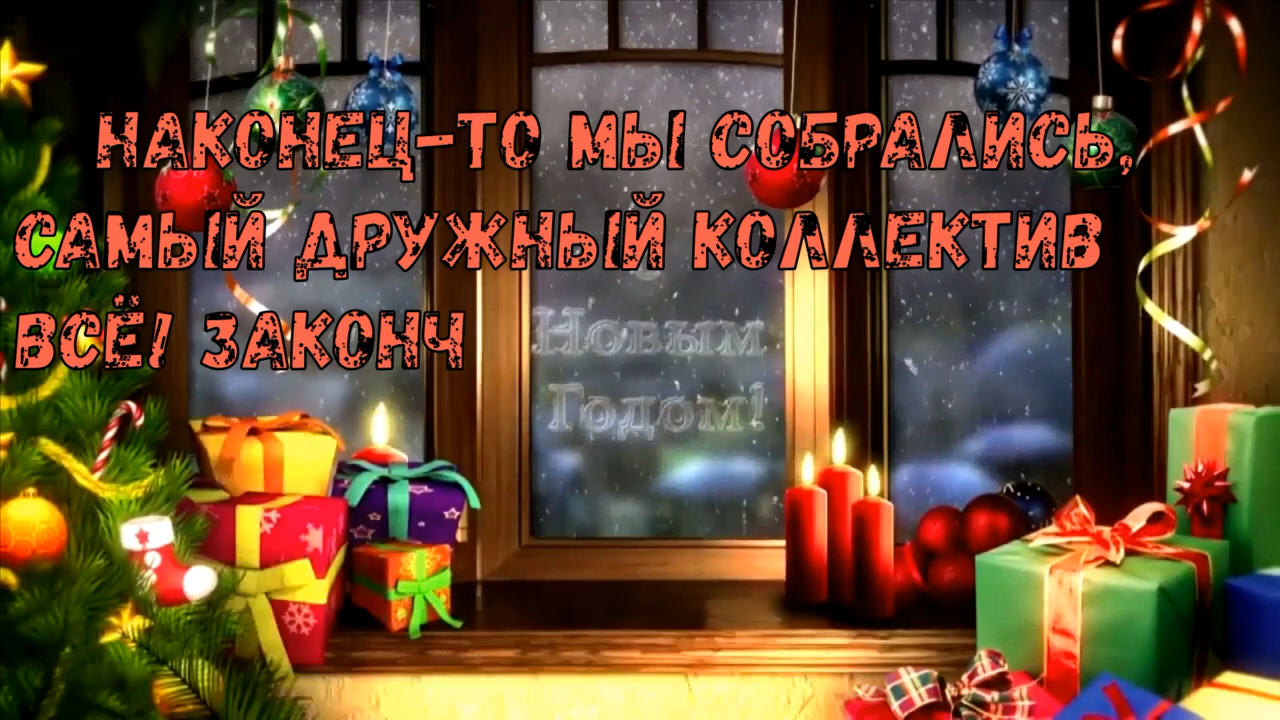 НАКОНЕЦ-ТО МЫ СОБРАЛИСЬ,
САМЫЙ ДРУЖНЫЙ КОЛЛЕКТИВ
ВСЁ! ЗАКОНЧ
Новым
Годом!